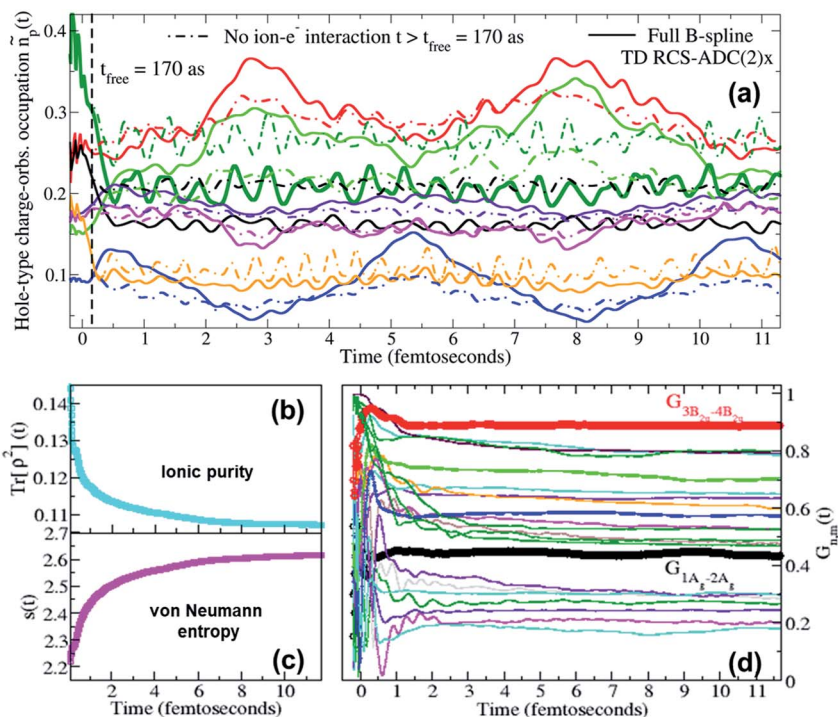 Hole-type charge-orbs. occupation ñp(t)
0.4
0.3
0.2
0.1
No ion-e⁻ interaction t > t_free = 170 as
Full B-spline
TD RCS-ADC(2)x
t_free = 170 as
(a)
0 1 2 3 4 5 6 7 8 9 10 11
Time (femtoseconds)
Tr[ρ²](t)
0.14
0.13
0.12
0.11
(b)
Ionic purity
s(t)
2.7
2.6
2.5
2.4
2.3
2.2
von Neumann
entropy
(c)
2 4 6 8 10
Time (femtoseconds)
G3B2u-4B2u
G1Ag-2Ag
(d)
1
0.8
0.6
0.4
0.2
0
Gn,m(t)
0 1 2 3 4 5 6 7 8 9 10 11
Time (femtoseconds)